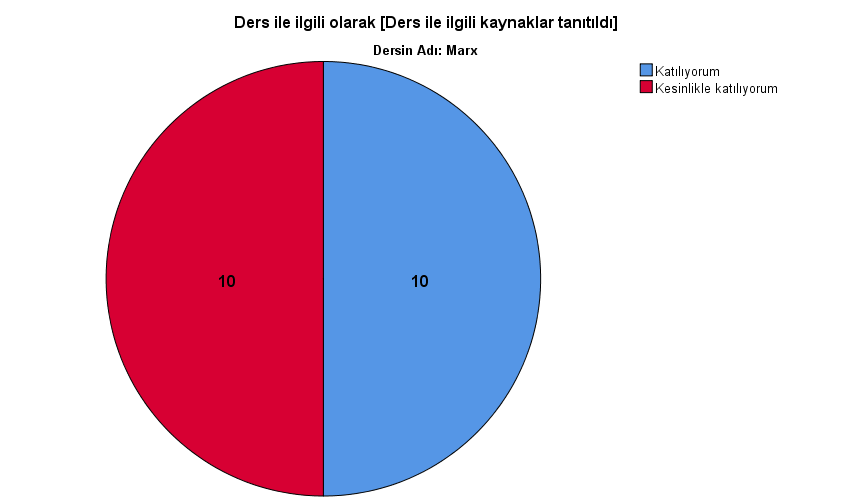 Ders ile ilgili olarak [Ders ile ilgili kaynaklar tanıtıldı]
Dersin Adı: Marx
Katılıyorum
Kesinlikle katılıyorum
10
10